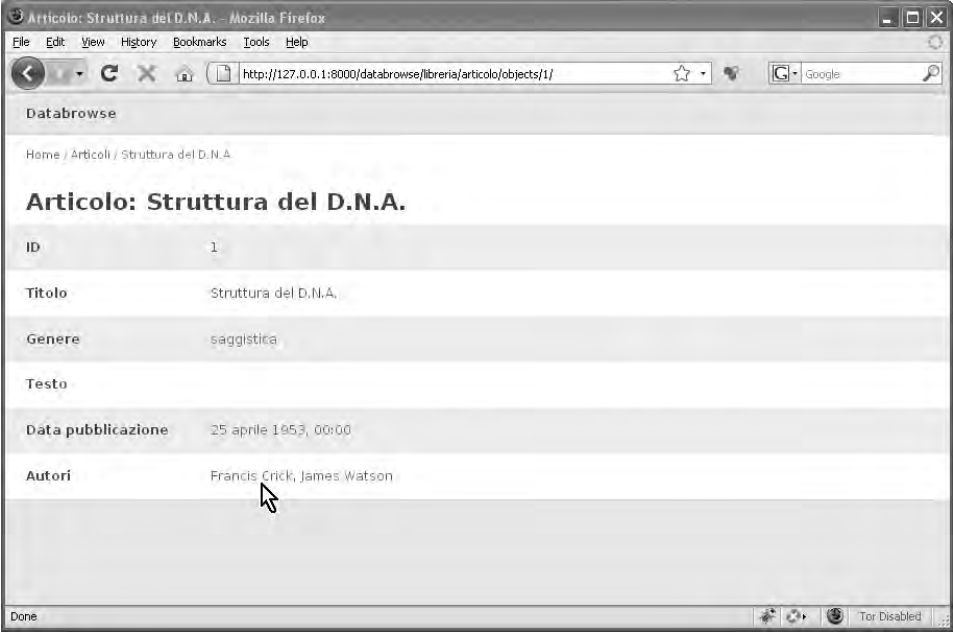 Articolo: Struttura del D.N.A. - Mozilla Firefox
File Edit View History Bookmarks Tools Help
http://127.0.0.1:8000/databrowse/libreria/articolo/objects/1/ G Google
Databrowse
Home / Articoli / Struttura del D.N.A.
Articolo: Struttura del D.N.A.
ID 1
Titolo Struttura del D.N.A.
Genere saggistica
Testo
Data pubblicazione 25 aprile 1953, 00:00
Autori Francis Crick, James Watson
Done Tor Disabled